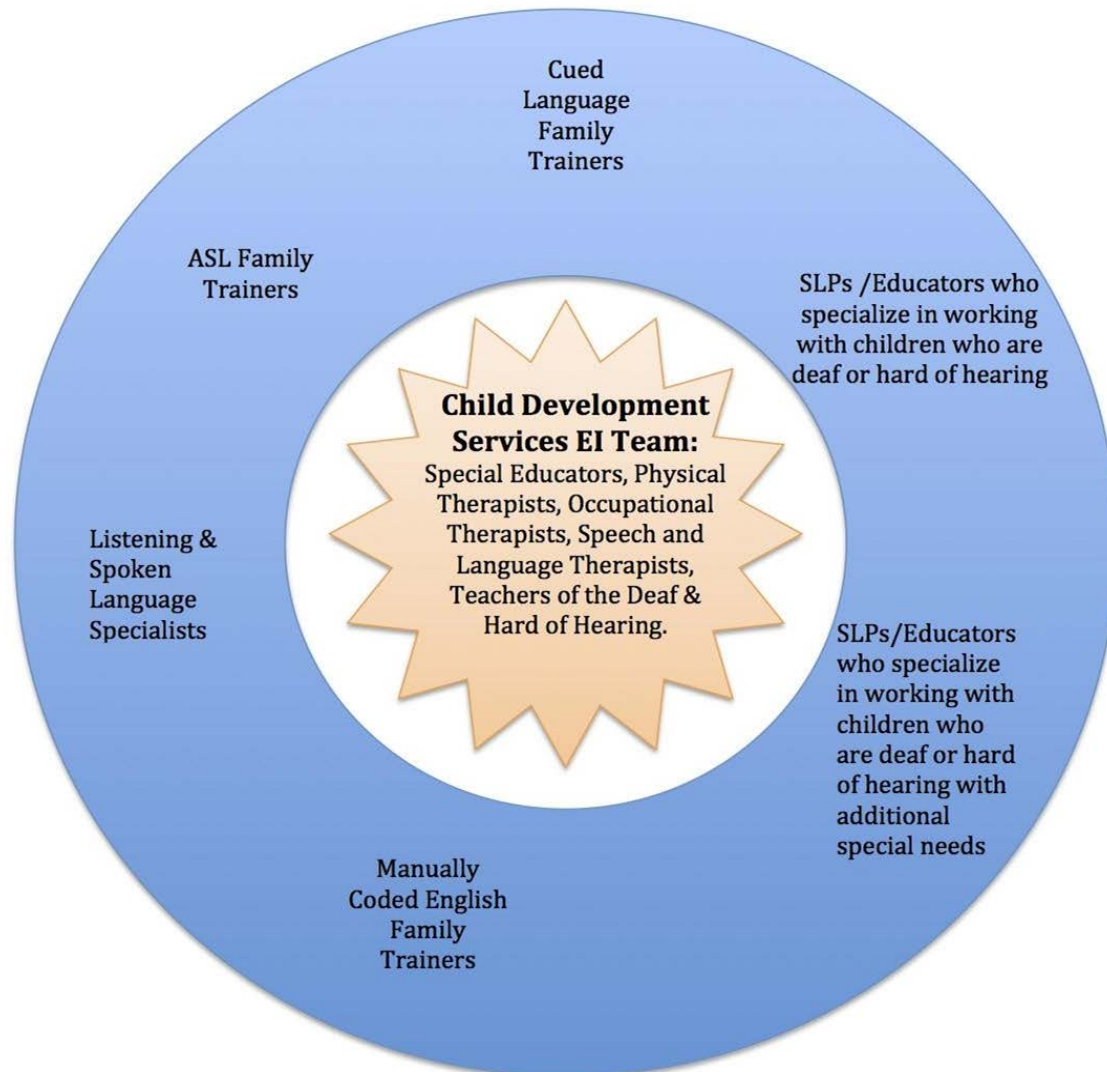 Cued
Language
Family
Trainers
ASL Family
Trainers
SLPs /Educators who
specialize in working
with children who are
deaf or hard of hearing
Child Development
Services EI Team:
Special Educators, Physical
Therapists, Occupational
Therapists, Speech and
Language Therapists,
Teachers of the Deaf &
Hard of Hearing.
Listening &
Spoken
Language
Specialists
SLPs/Educators
who specialize
in working with
children who
are deaf or hard
of hearing with
additional
special needs
Manually
Coded English
Family
Trainers